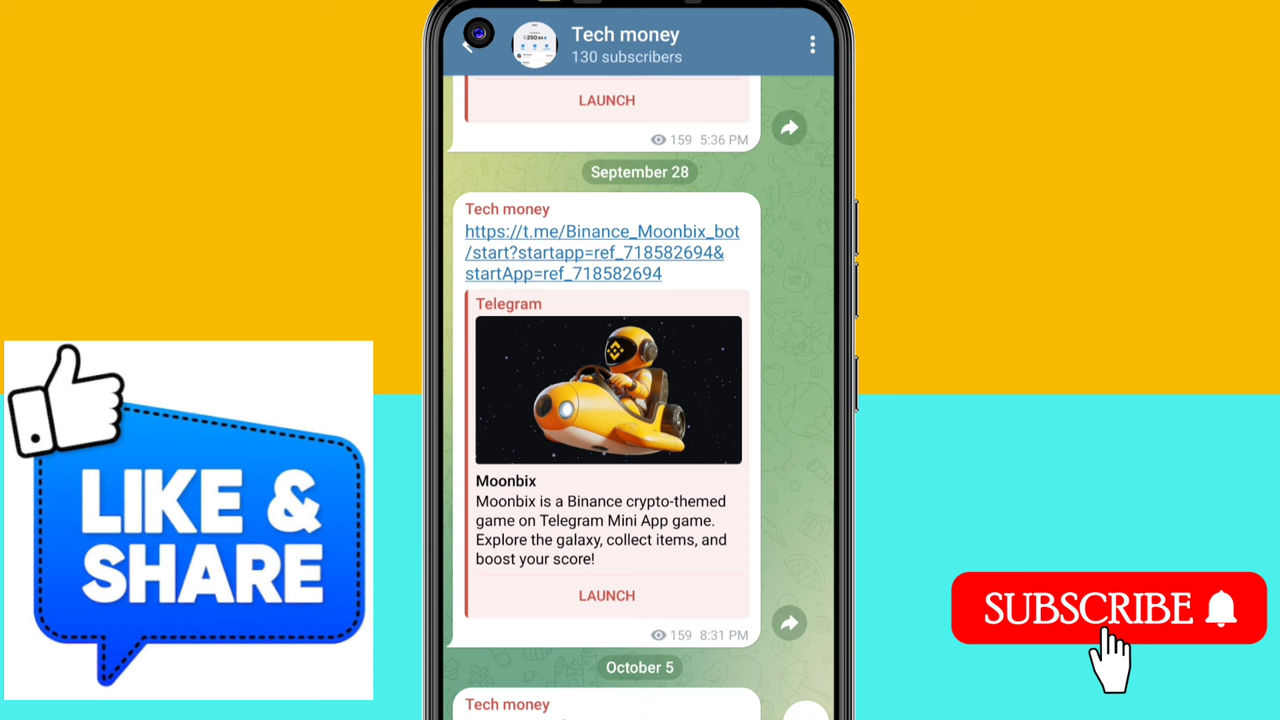 Tech money
130 subscribers
LAUNCH
159 5:36 PM
September 28
Tech money
https://t.me/Binance_Moonbix_bot
/start?startapp=ref_718582694&
startApp=ref_718582694
Telegram
Moonbix
Moonbix is a Binance crypto-themed
game on Telegram Mini App game.
Explore the galaxy, collect items, and
boost your score!
LAUNCH
159 8:31 PM
October 5
Tech money
LIKE &
SHARE
SUBSCRIBE